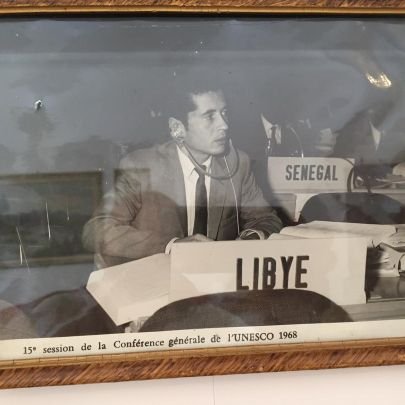 SENEGAL
LIBYE
15e session de la Conférence générale de l'UNESCO 1968